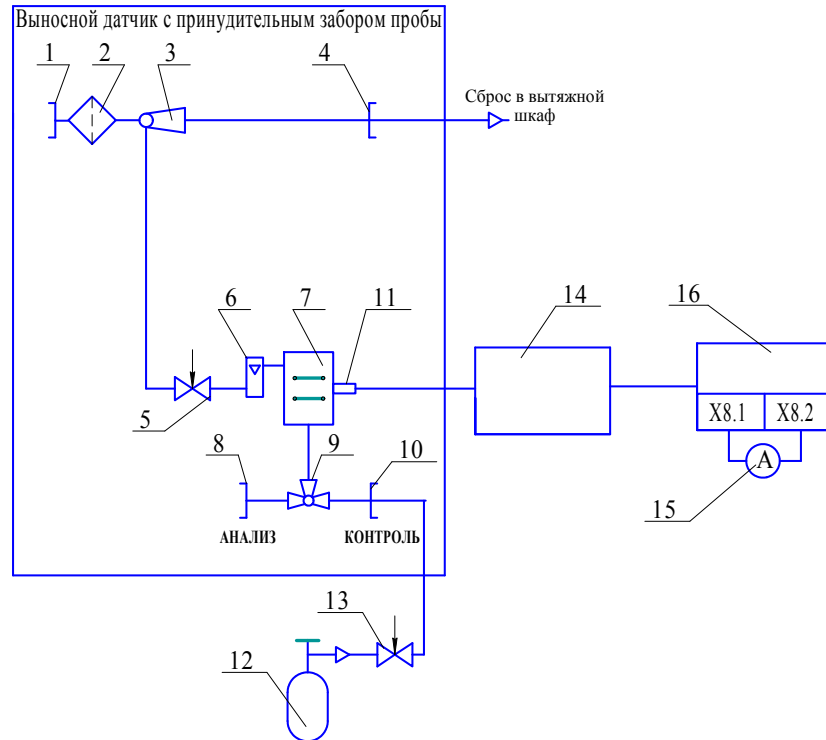 Выносной датчик с принудительным забором пробы
1 2 3 4
Сброс в вытяжной
шкаф
6 7 11 14 16
X8.1 X8.2
5
8 9 10
A
15
АНАЛИЗ КОНТРОЛЬ
13
12